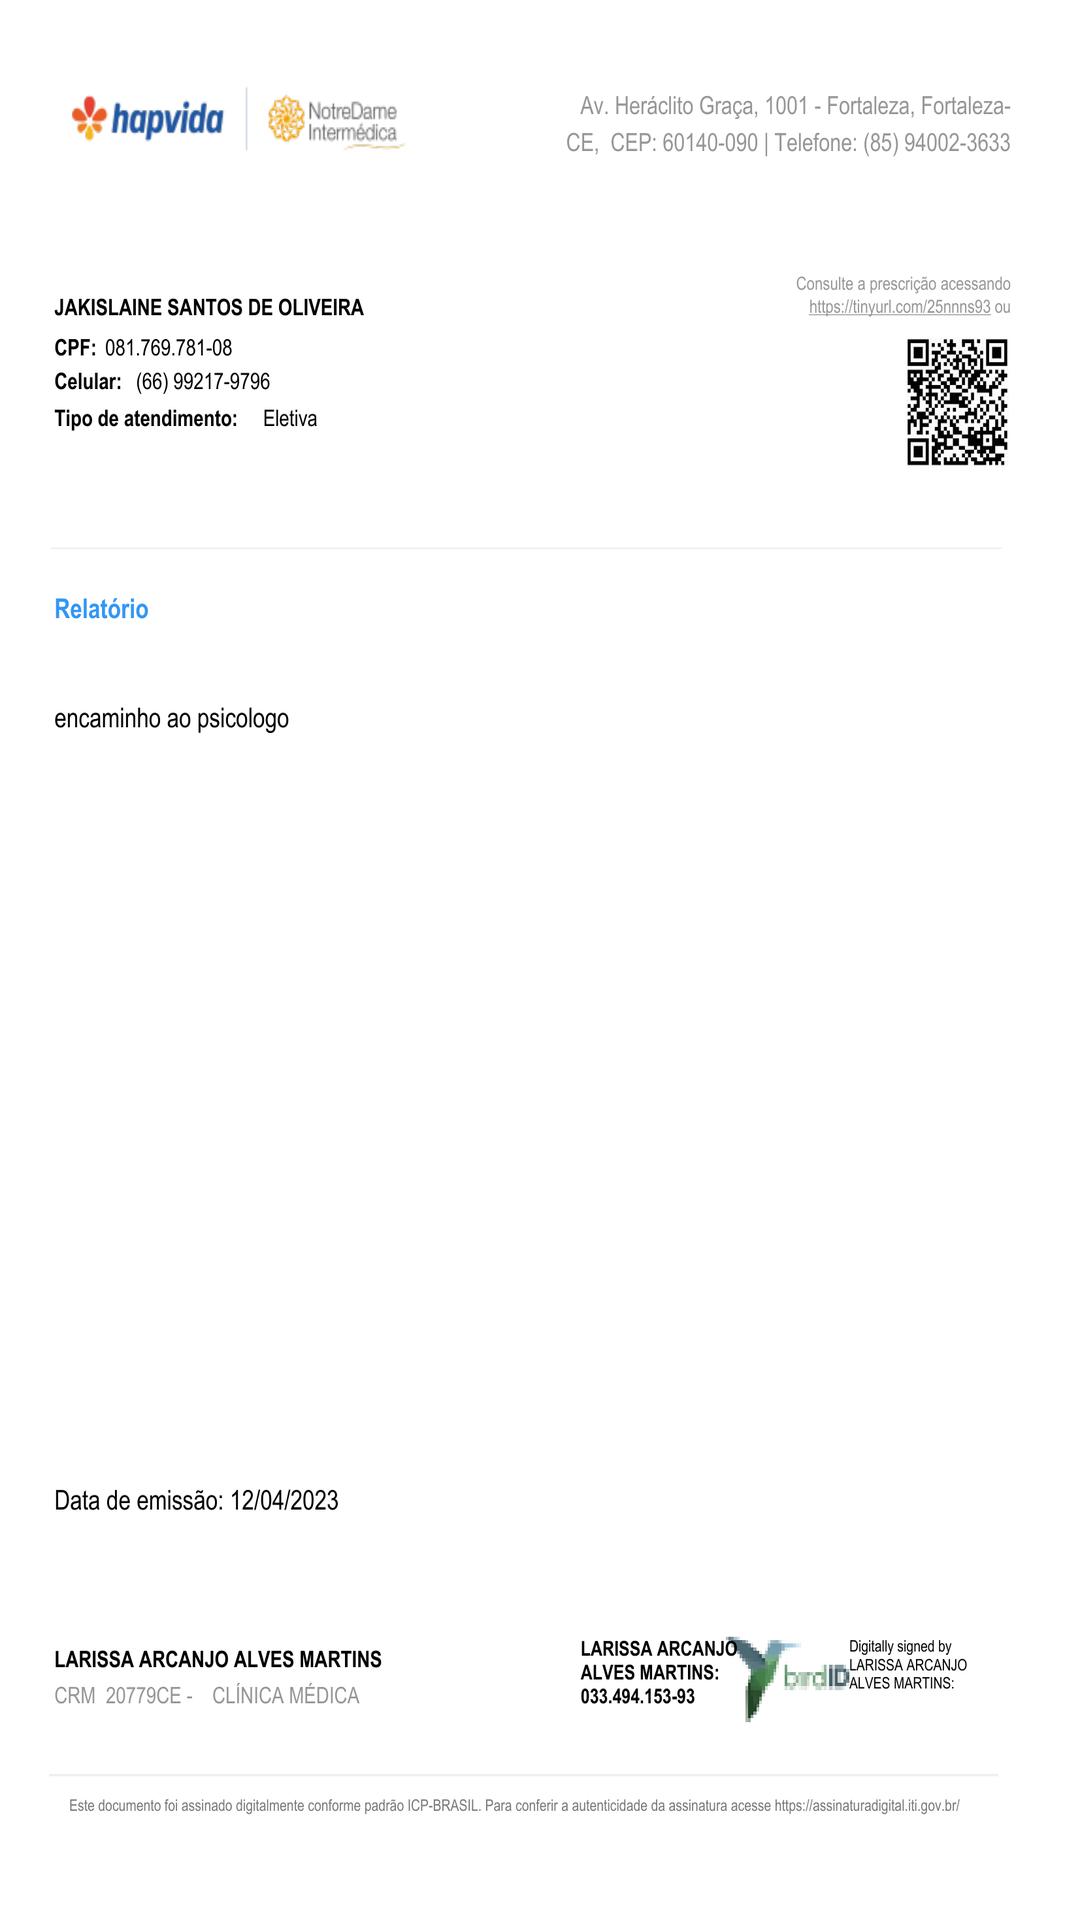 hapvida
NotreDame
Intermédica
Av. Heráclito Graça, 1001 - Fortaleza, Fortaleza-
CE, CEP: 60140-090 | Telefone: (85) 94002-3633
Consulte a prescrição acessando
https://tinyurl.com/25nnns93 ou
JAKISLAINE SANTOS DE OLIVEIRA
CPF: 081.769.781-08
Celular: (66) 99217-9796
Tipo de atendimento: Eletiva
Relatório
encaminho ao psicologo
Data de emissão: 12/04/2023
LARISSA ARCANJO ALVES MARTINS
CRM 20779CE - CLÍNICA MÉDICA
LARISSA ARCANJO
ALVES MARTINS:
033.494.153-93
birdID
Digitally signed by
LARISSA ARCANJO
ALVES MARTINS:
Este documento foi assinado digitalmente conforme padrão ICP-BRASIL. Para conferir a autenticidade da assinatura acesse https://assinaturadigital.iti.gov.br/